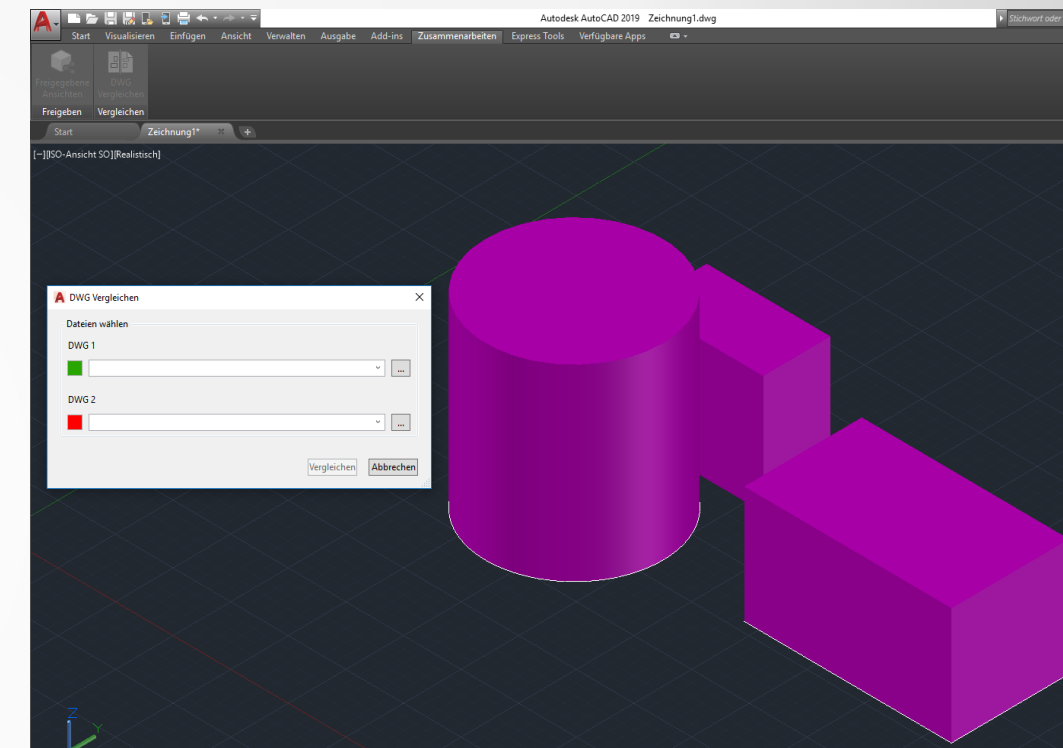 Autodesk AutoCAD 2019 Zeichnung1.dwg
Stichwort oder
Start Visualisieren Einfügen Ansicht Verwalten Ausgabe Add-ins Zusammenarbeiten Express Tools Verfügbare Apps
Freigegebene
Ansichten
DWG
Vergleichen
Freigeben Vergleichen
Start Zeichnung1*
[−][ISO-Ansicht SO][Realistisch]
DWG Vergleichen
Dateien wählen
DWG 1
...
DWG 2
...
Vergleichen Abbrechen
Z
Y